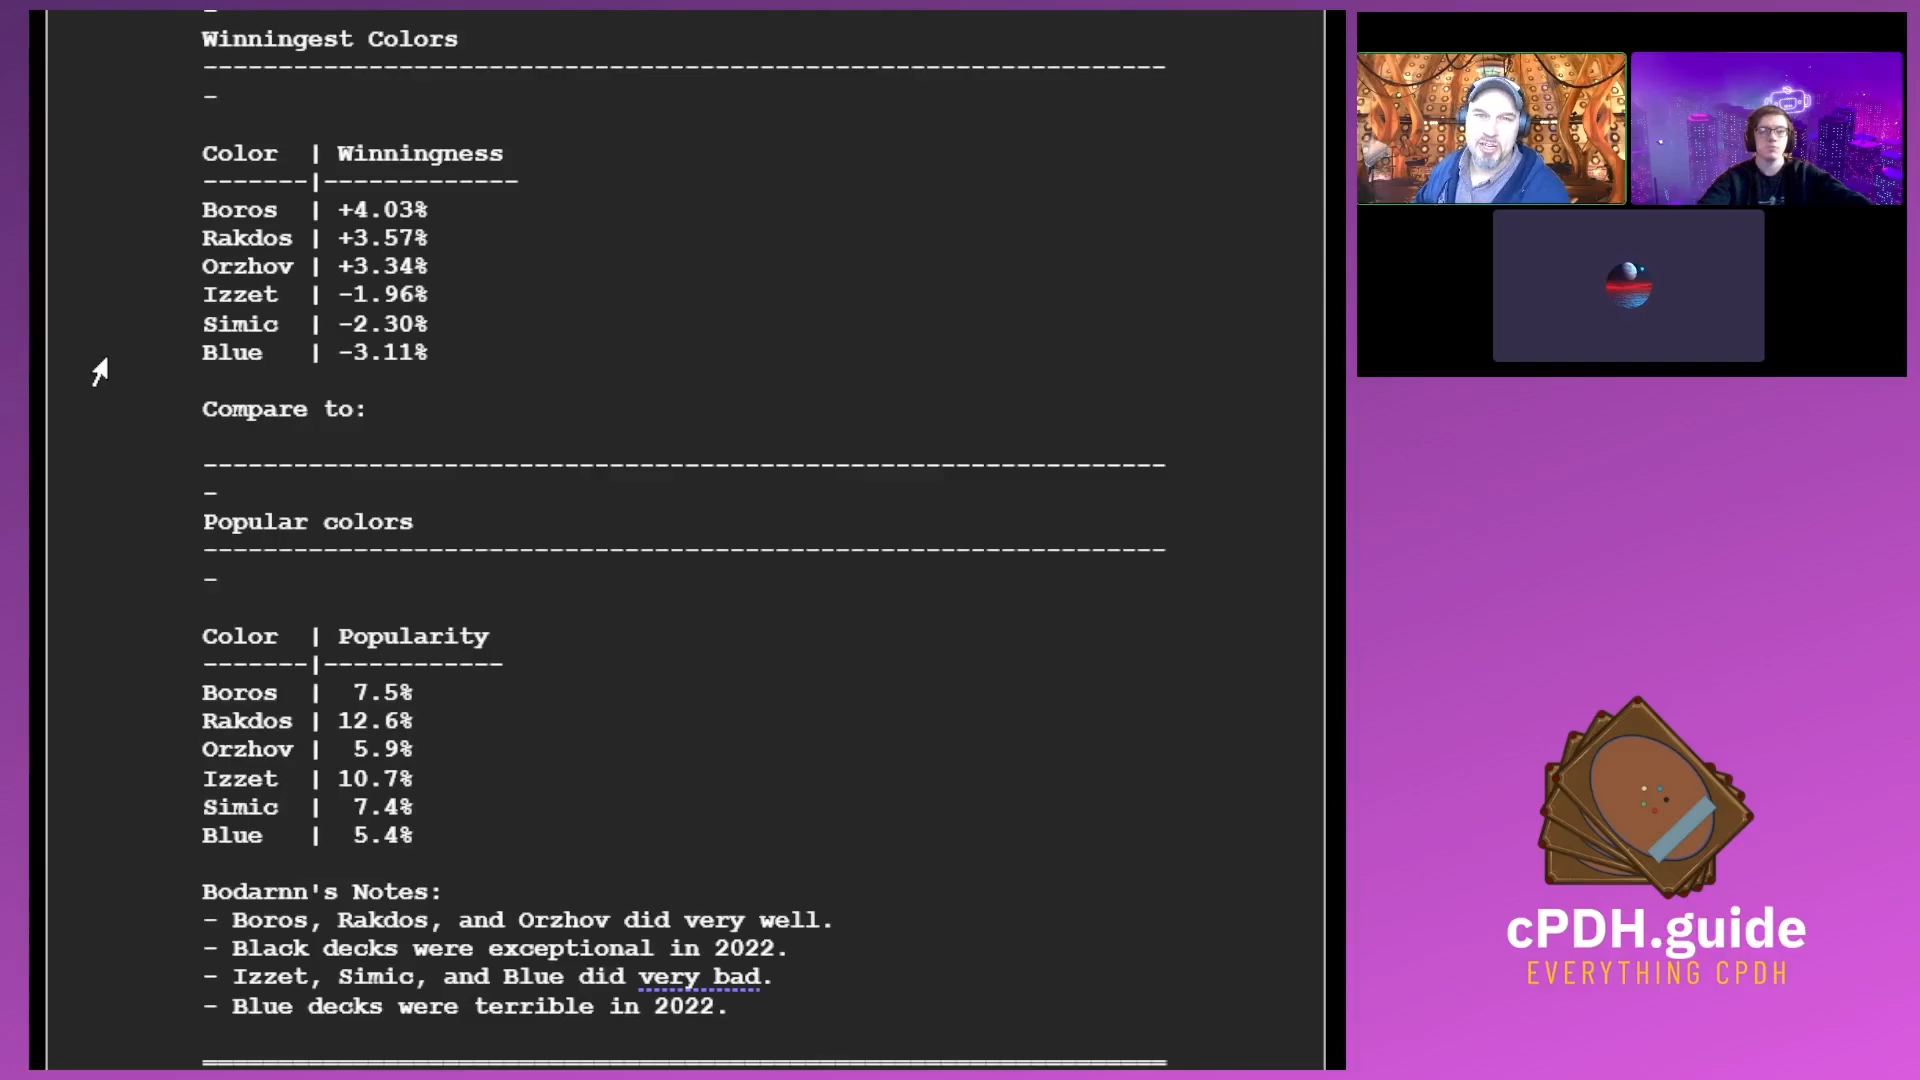 –
Winningest Colors
----------------------------------------------------------------
-
Color   | Winningness
-------|-------------
Boros   | +4.03%
Rakdos  | +3.57%
Orzhov  | +3.34%
Izzet   | -1.96%
Simic   | -2.30%
Blue    | -3.11%
Compare to:
----------------------------------------------------------------
-
Popular colors
----------------------------------------------------------------
-
Color   | Popularity
-------|------------
Boros   |  7.5%
Rakdos  | 12.6%
Orzhov  |  5.9%
Izzet   | 10.7%
Simic   |  7.4%
Blue    |  5.4%
Bodarnn's Notes:
- Boros, Rakdos, and Orzhov did very well.
- Black decks were exceptional in 2022.
- Izzet, Simic, and Blue did very bad.
- Blue decks were terrible in 2022.
================================================================
cPDH.guide
EVERYTHING CPDH